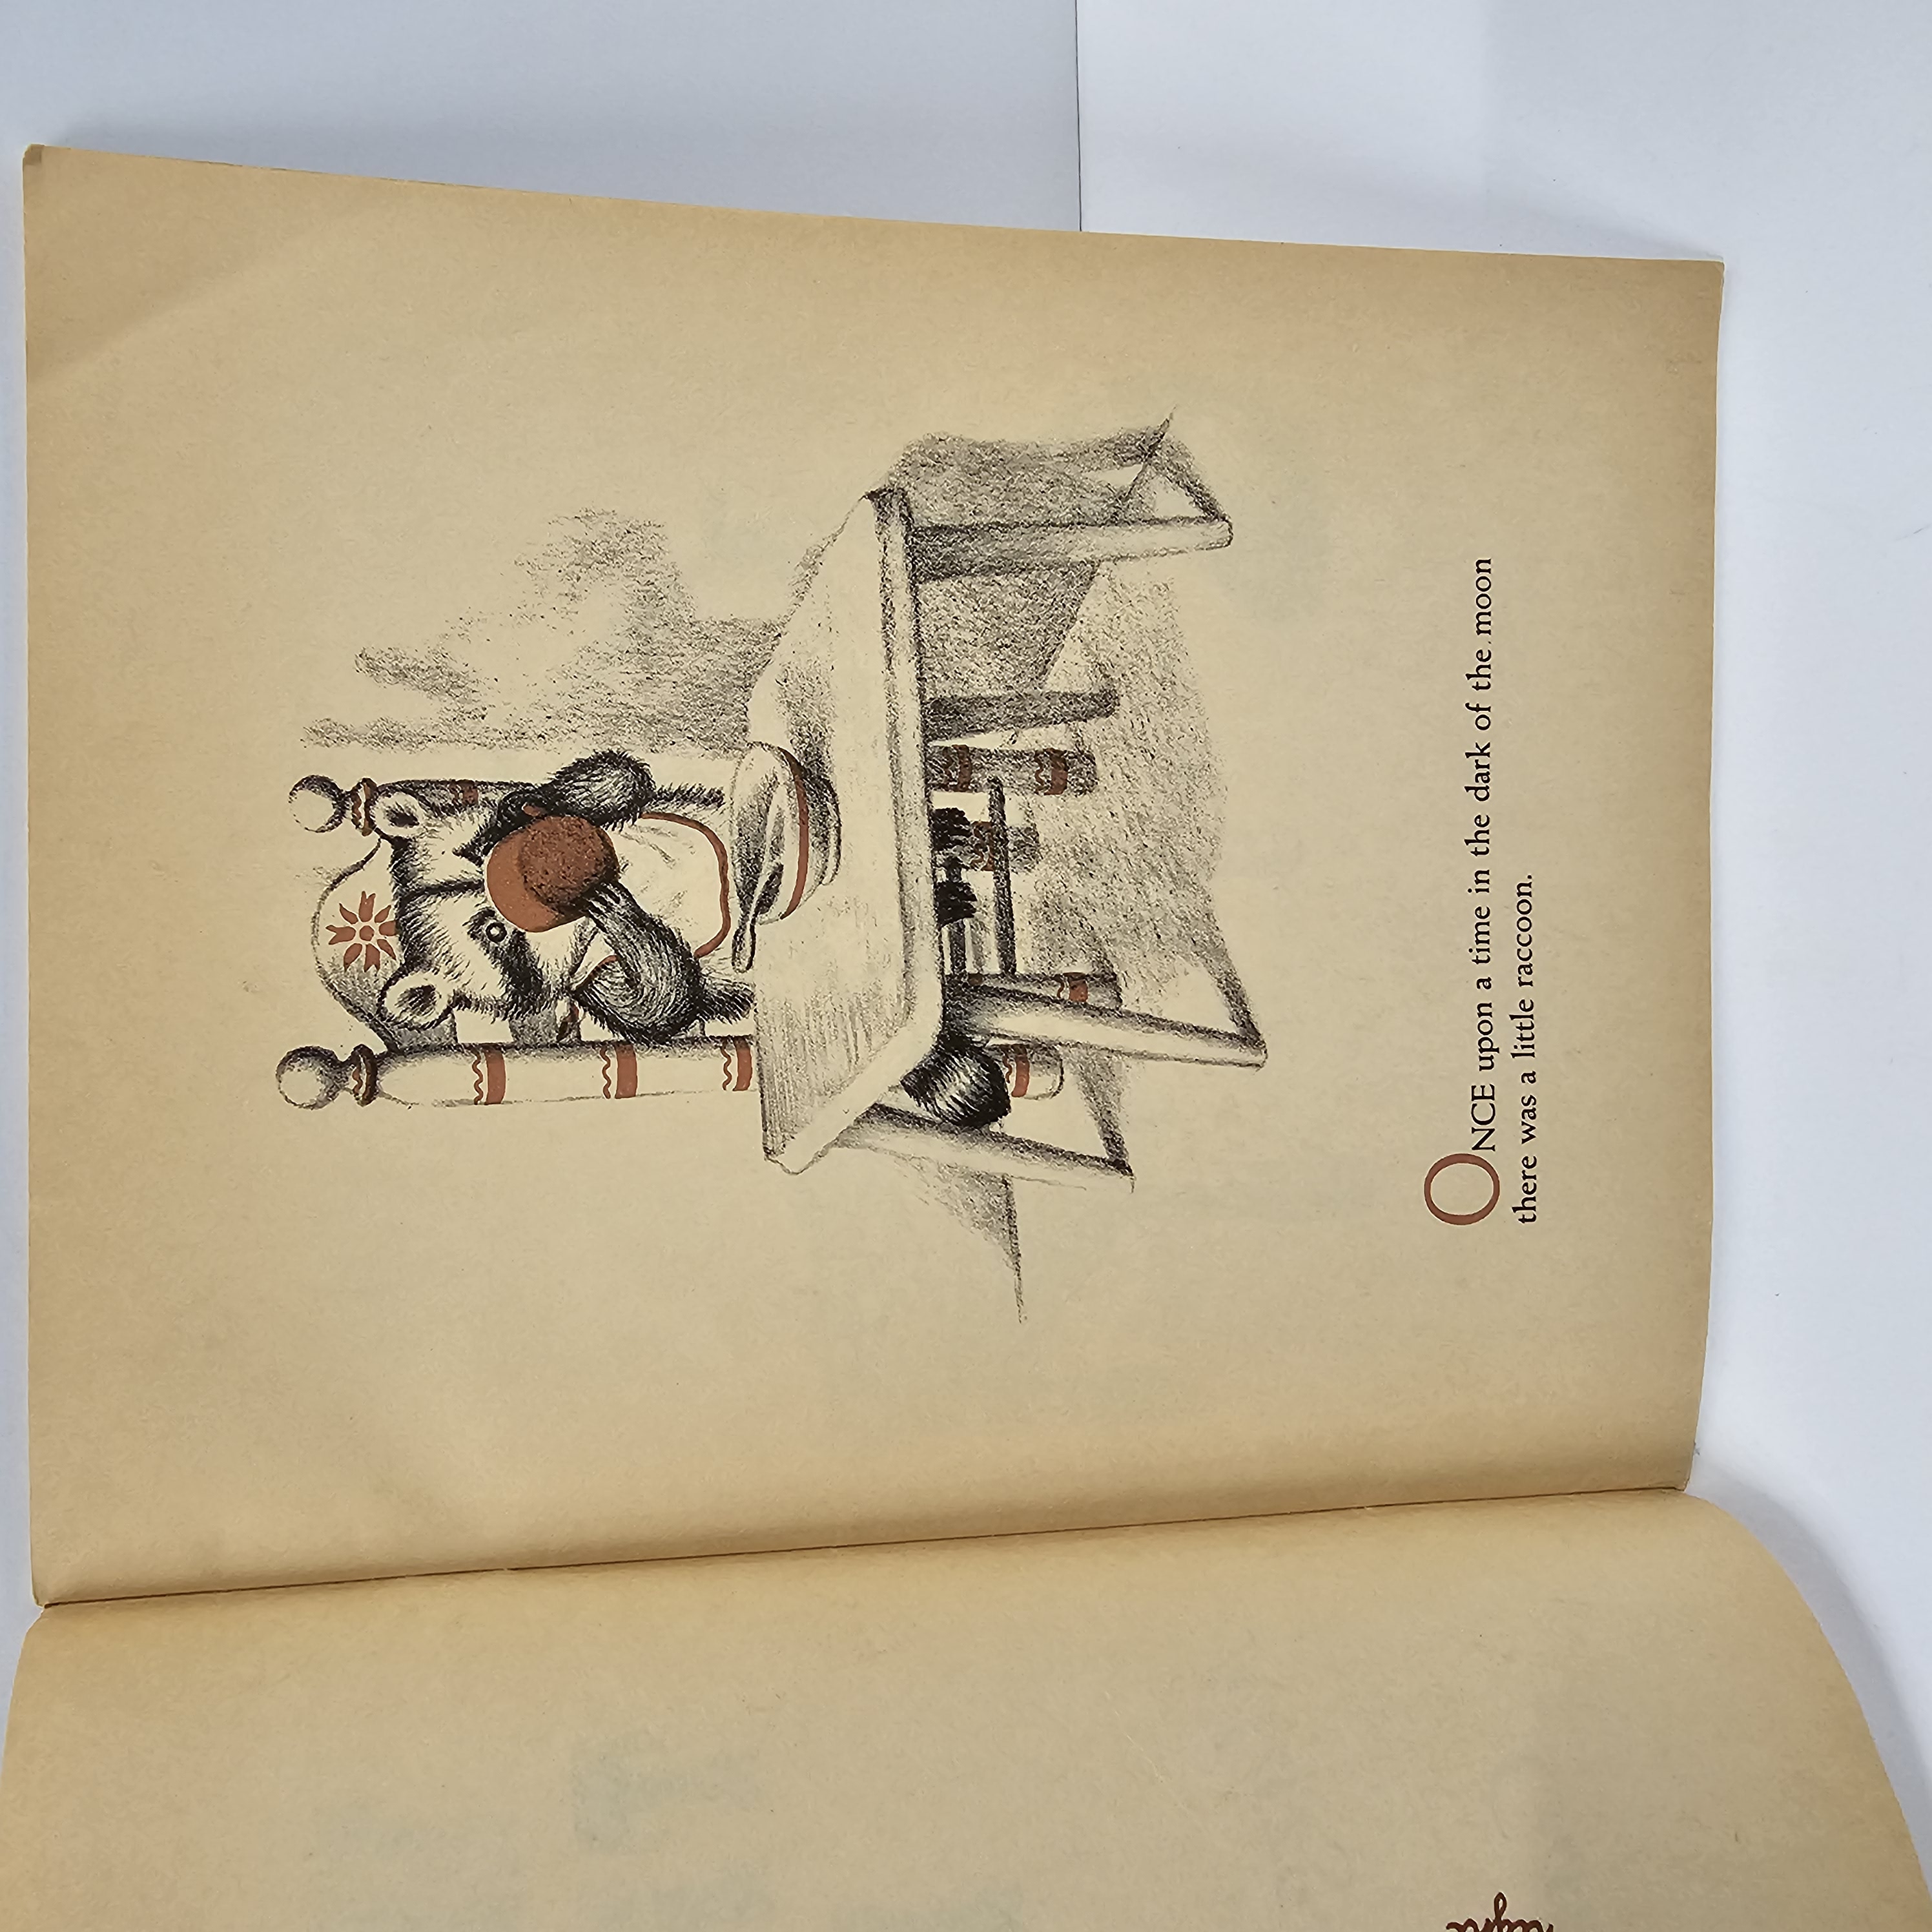 ONCE upon a time in the dark of the moon
there was a little raccoon.